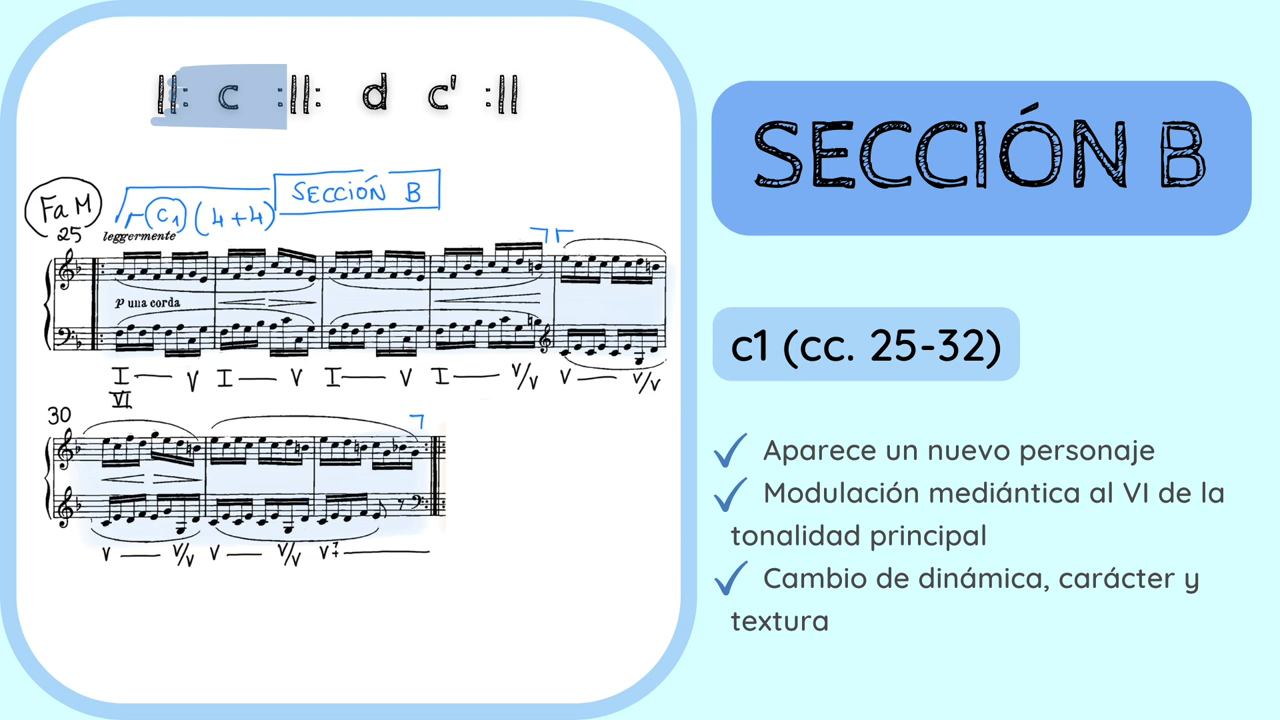 ||: c :||: d c' :||
SECCIÓN B
Fa M
c1 (4+4)
SECCIÓN B
25
leggermente
p una corda
I — V I — V I — V I — V/V V — V/V
VI
30
V — V/V V — V/V V7 —
SECCIÓN B
c1 (cc. 25-32)
✓ Aparece un nuevo personaje
✓ Modulación mediántica al VI de la
tonalidad principal
✓ Cambio de dinámica, carácter y
textura